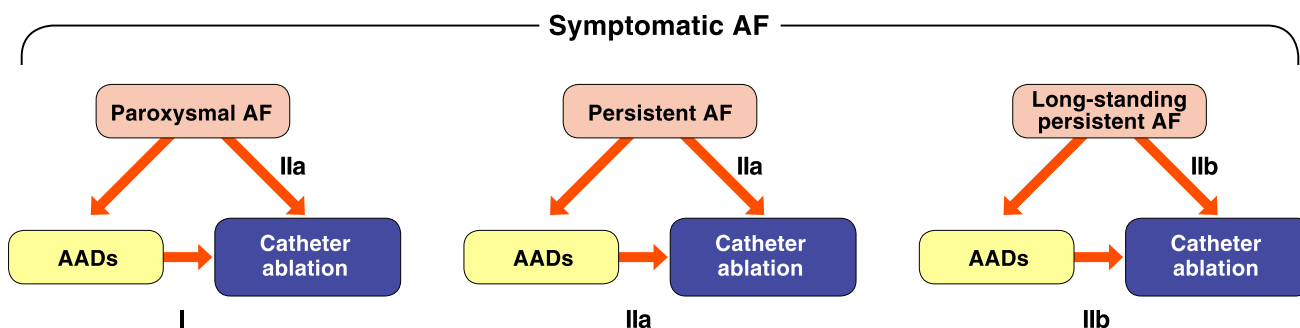 Symptomatic AF
Paroxysmal AF
Persistent AF
Long-standing
persistent AF
IIa
IIa
IIb
AADs
Catheter
ablation
AADs
Catheter
ablation
AADs
Catheter
ablation
I
IIa
IIb